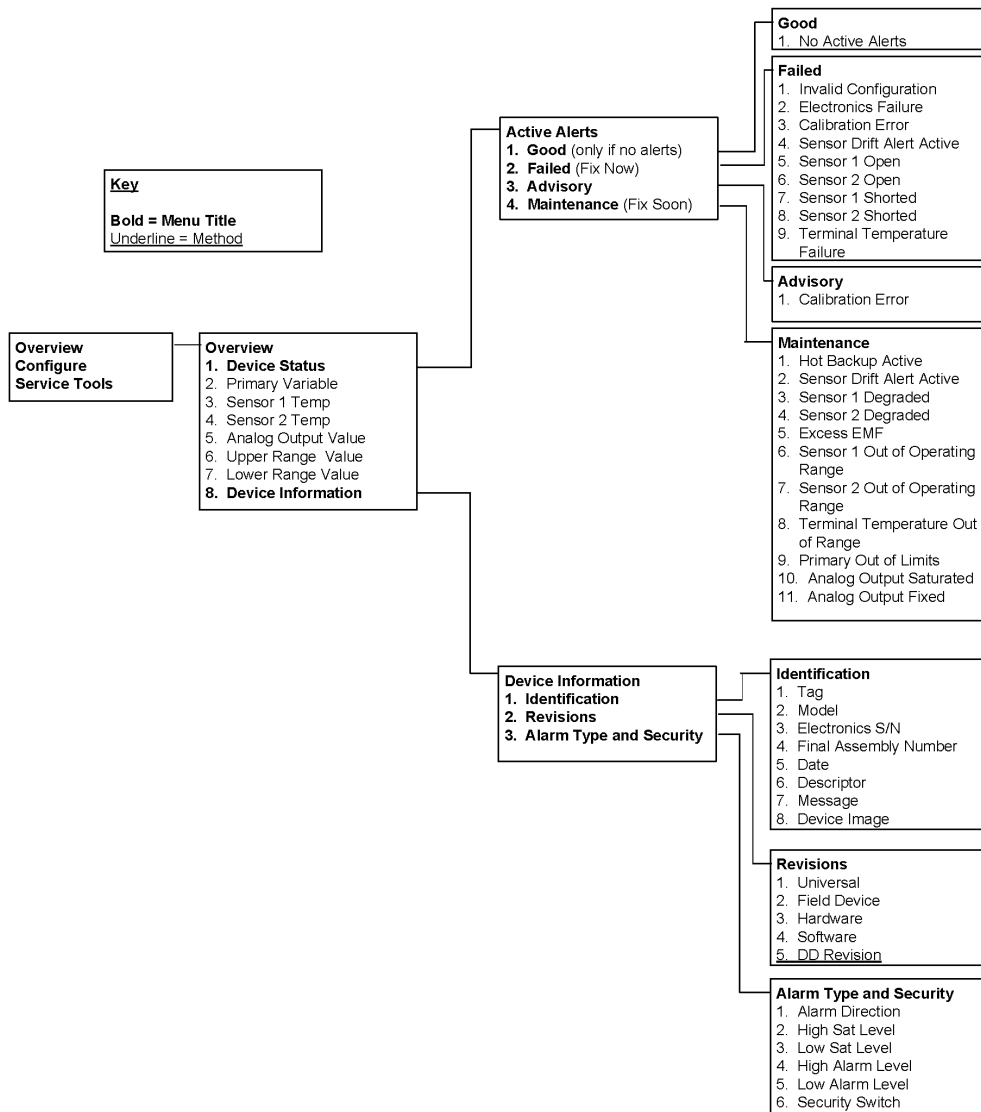 Good
1. No Active Alerts
Failed
1. Invalid Configuration
2. Electronics Failure
3. Calibration Error
4. Sensor Drift Alert Active
5. Sensor 1 Open
6. Sensor 2 Open
7. Sensor 1 Shorted
8. Sensor 2 Shorted
9. Terminal Temperature
Failure
Active Alerts
1. Good (only if no alerts)
2. Failed (Fix Now)
3. Advisory
4. Maintenance (Fix Soon)
Key
Bold = Menu Title
Underline = Method
Advisory
1. Calibration Error
Overview
Configure
Service Tools
Overview
1. Device Status
2. Primary Variable
3. Sensor 1 Temp
4. Sensor 2 Temp
5. Analog Output Value
6. Upper Range Value
7. Lower Range Value
8. Device Information
Maintenance
1. Hot Backup Active
2. Sensor Drift Alert Active
3. Sensor 1 Degraded
4. Sensor 2 Degraded
5. Excess EMF
6. Sensor 1 Out of Operating
Range
7. Sensor 2 Out of Operating
Range
8. Terminal Temperature Out
of Range
9. Primary Out of Limits
10. Analog Output Saturated
11. Analog Output Fixed
Device Information
1. Identification
2. Revisions
3. Alarm Type and Security
Identification
1. Tag
2. Model
3. Electronics S/N
4. Final Assembly Number
5. Date
6. Descriptor
7. Message
8. Device Image
Revisions
1. Universal
2. Field Device
3. Hardware
4. Software
5. DD Revision
Alarm Type and Security
1. Alarm Direction
2. High Sat Level
3. Low Sat Level
4. High Alarm Level
5. Low Alarm Level
6. Security Switch